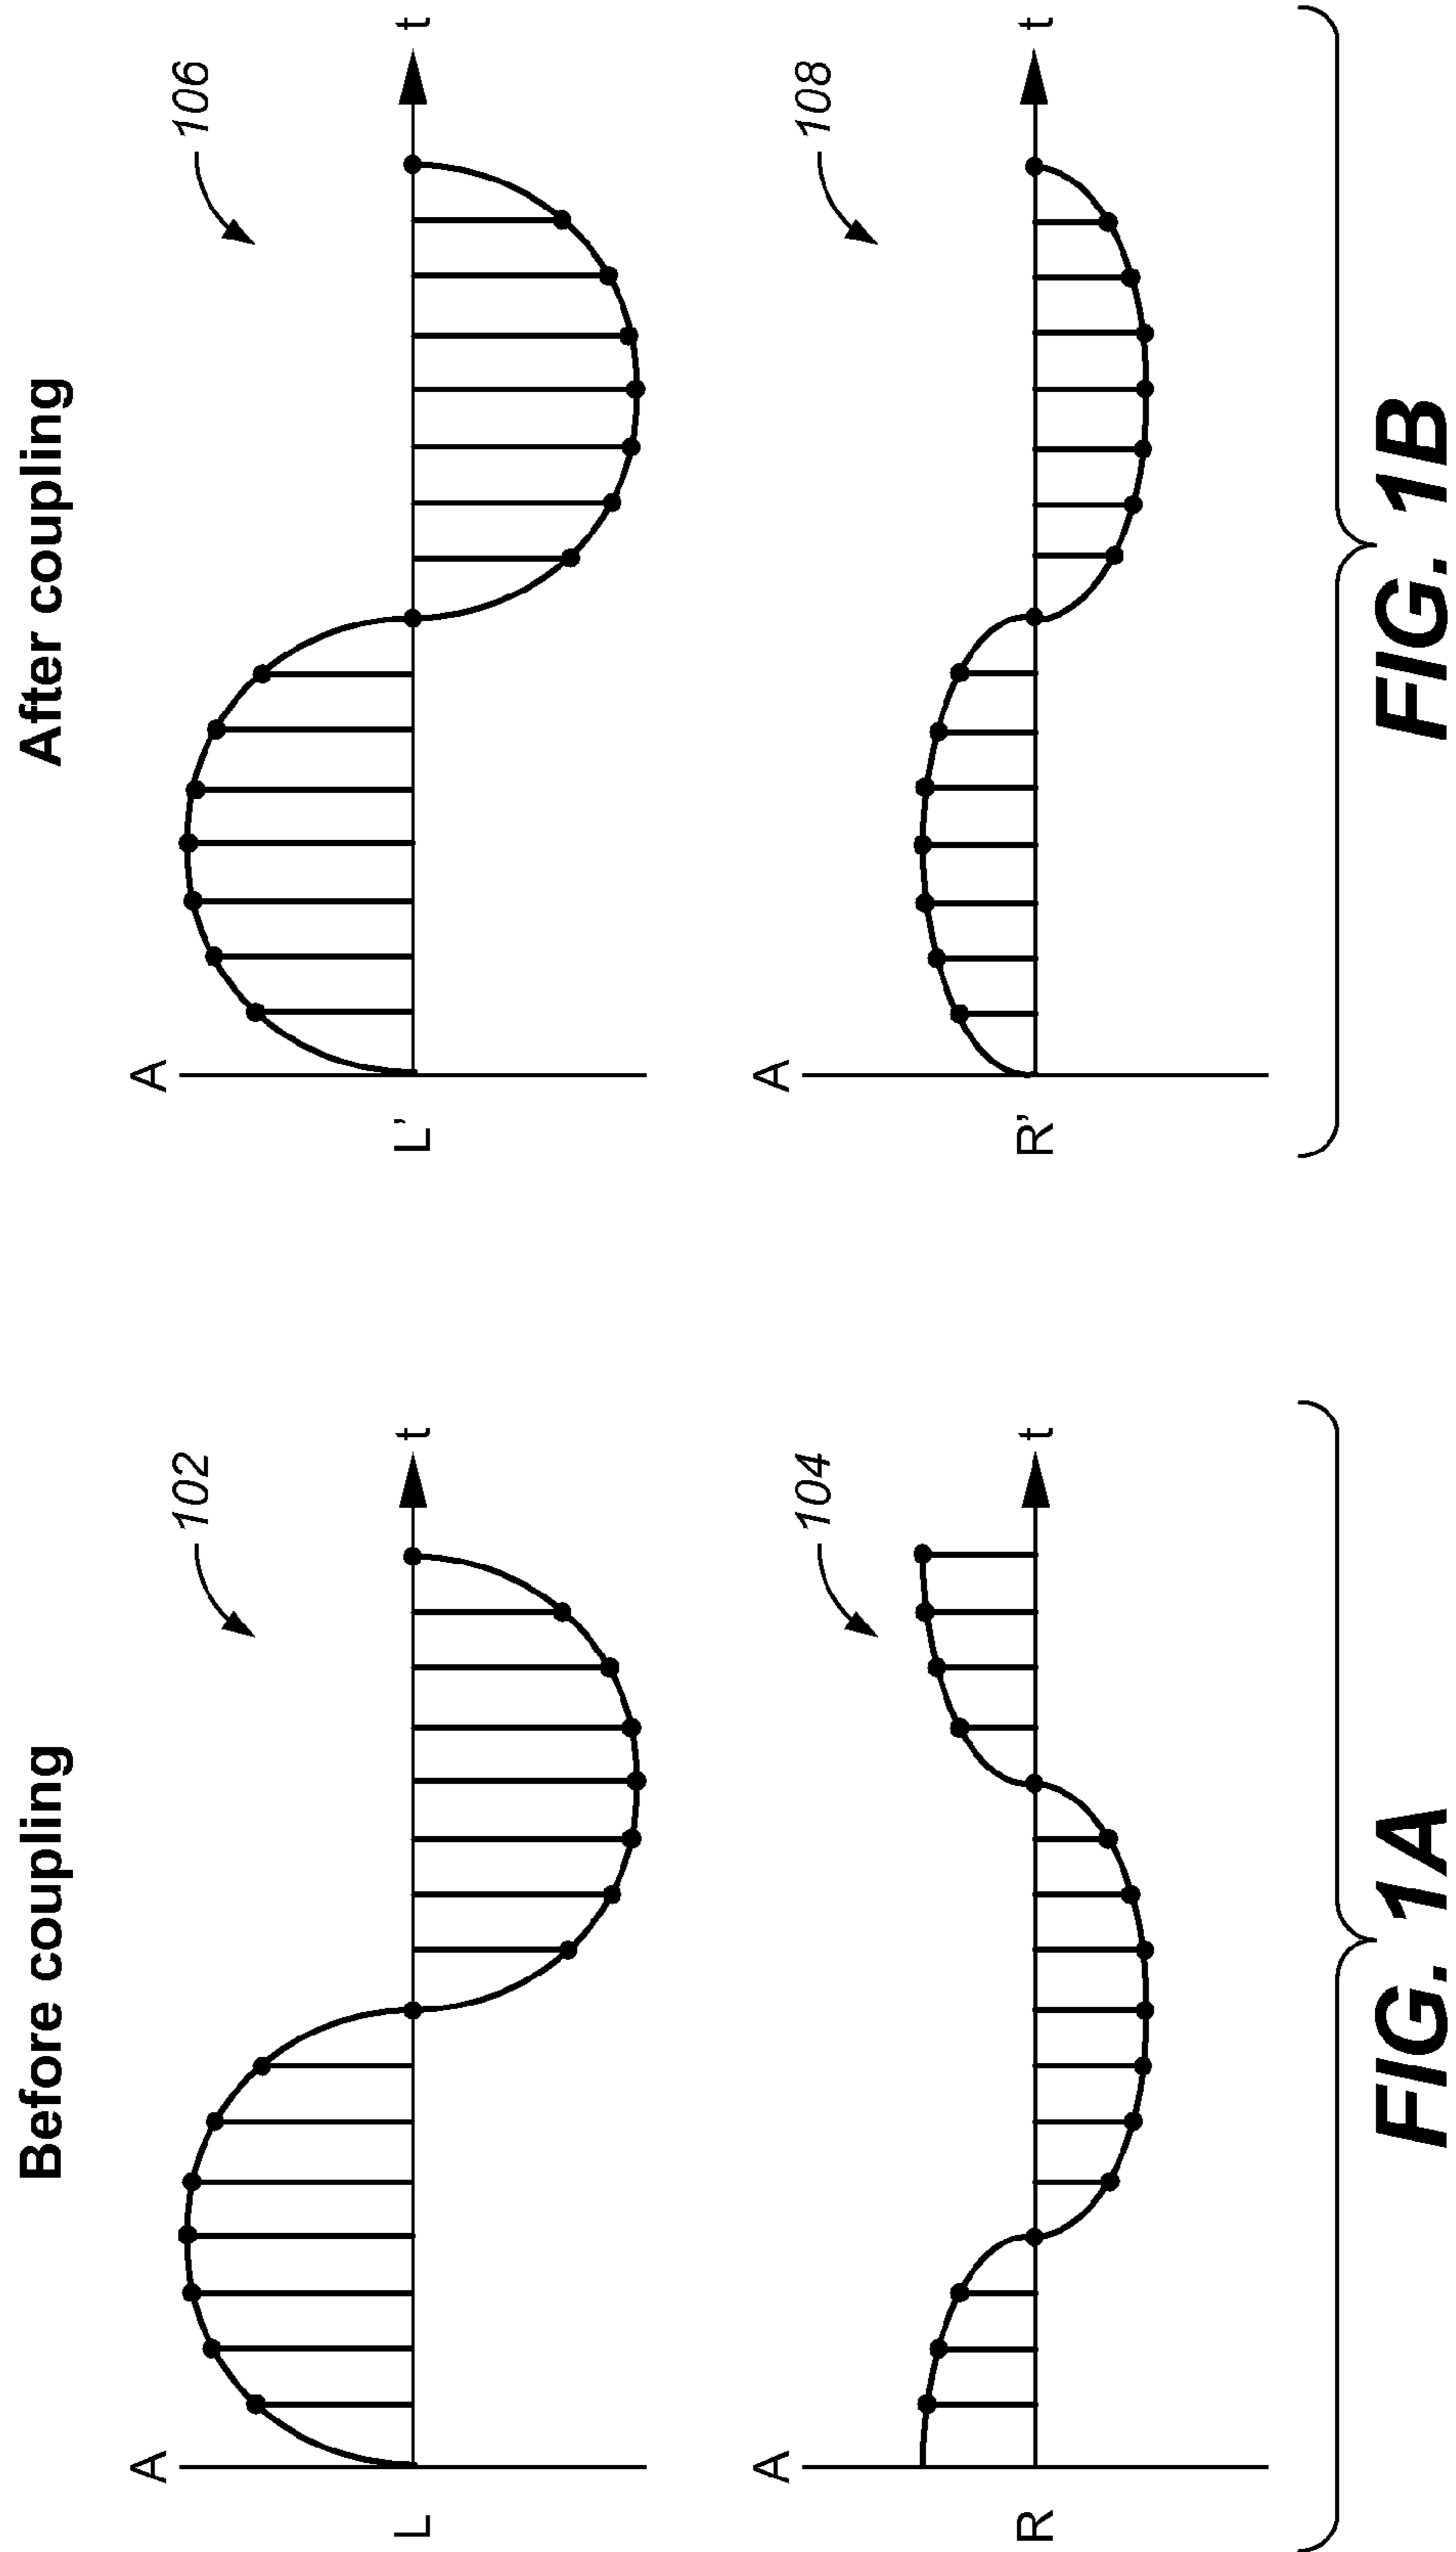 Before coupling
A
102
L
t
A
104
R
t
FIG. 1A
After coupling
A
106
L’
t
A
108
R’
t
FIG. 1B